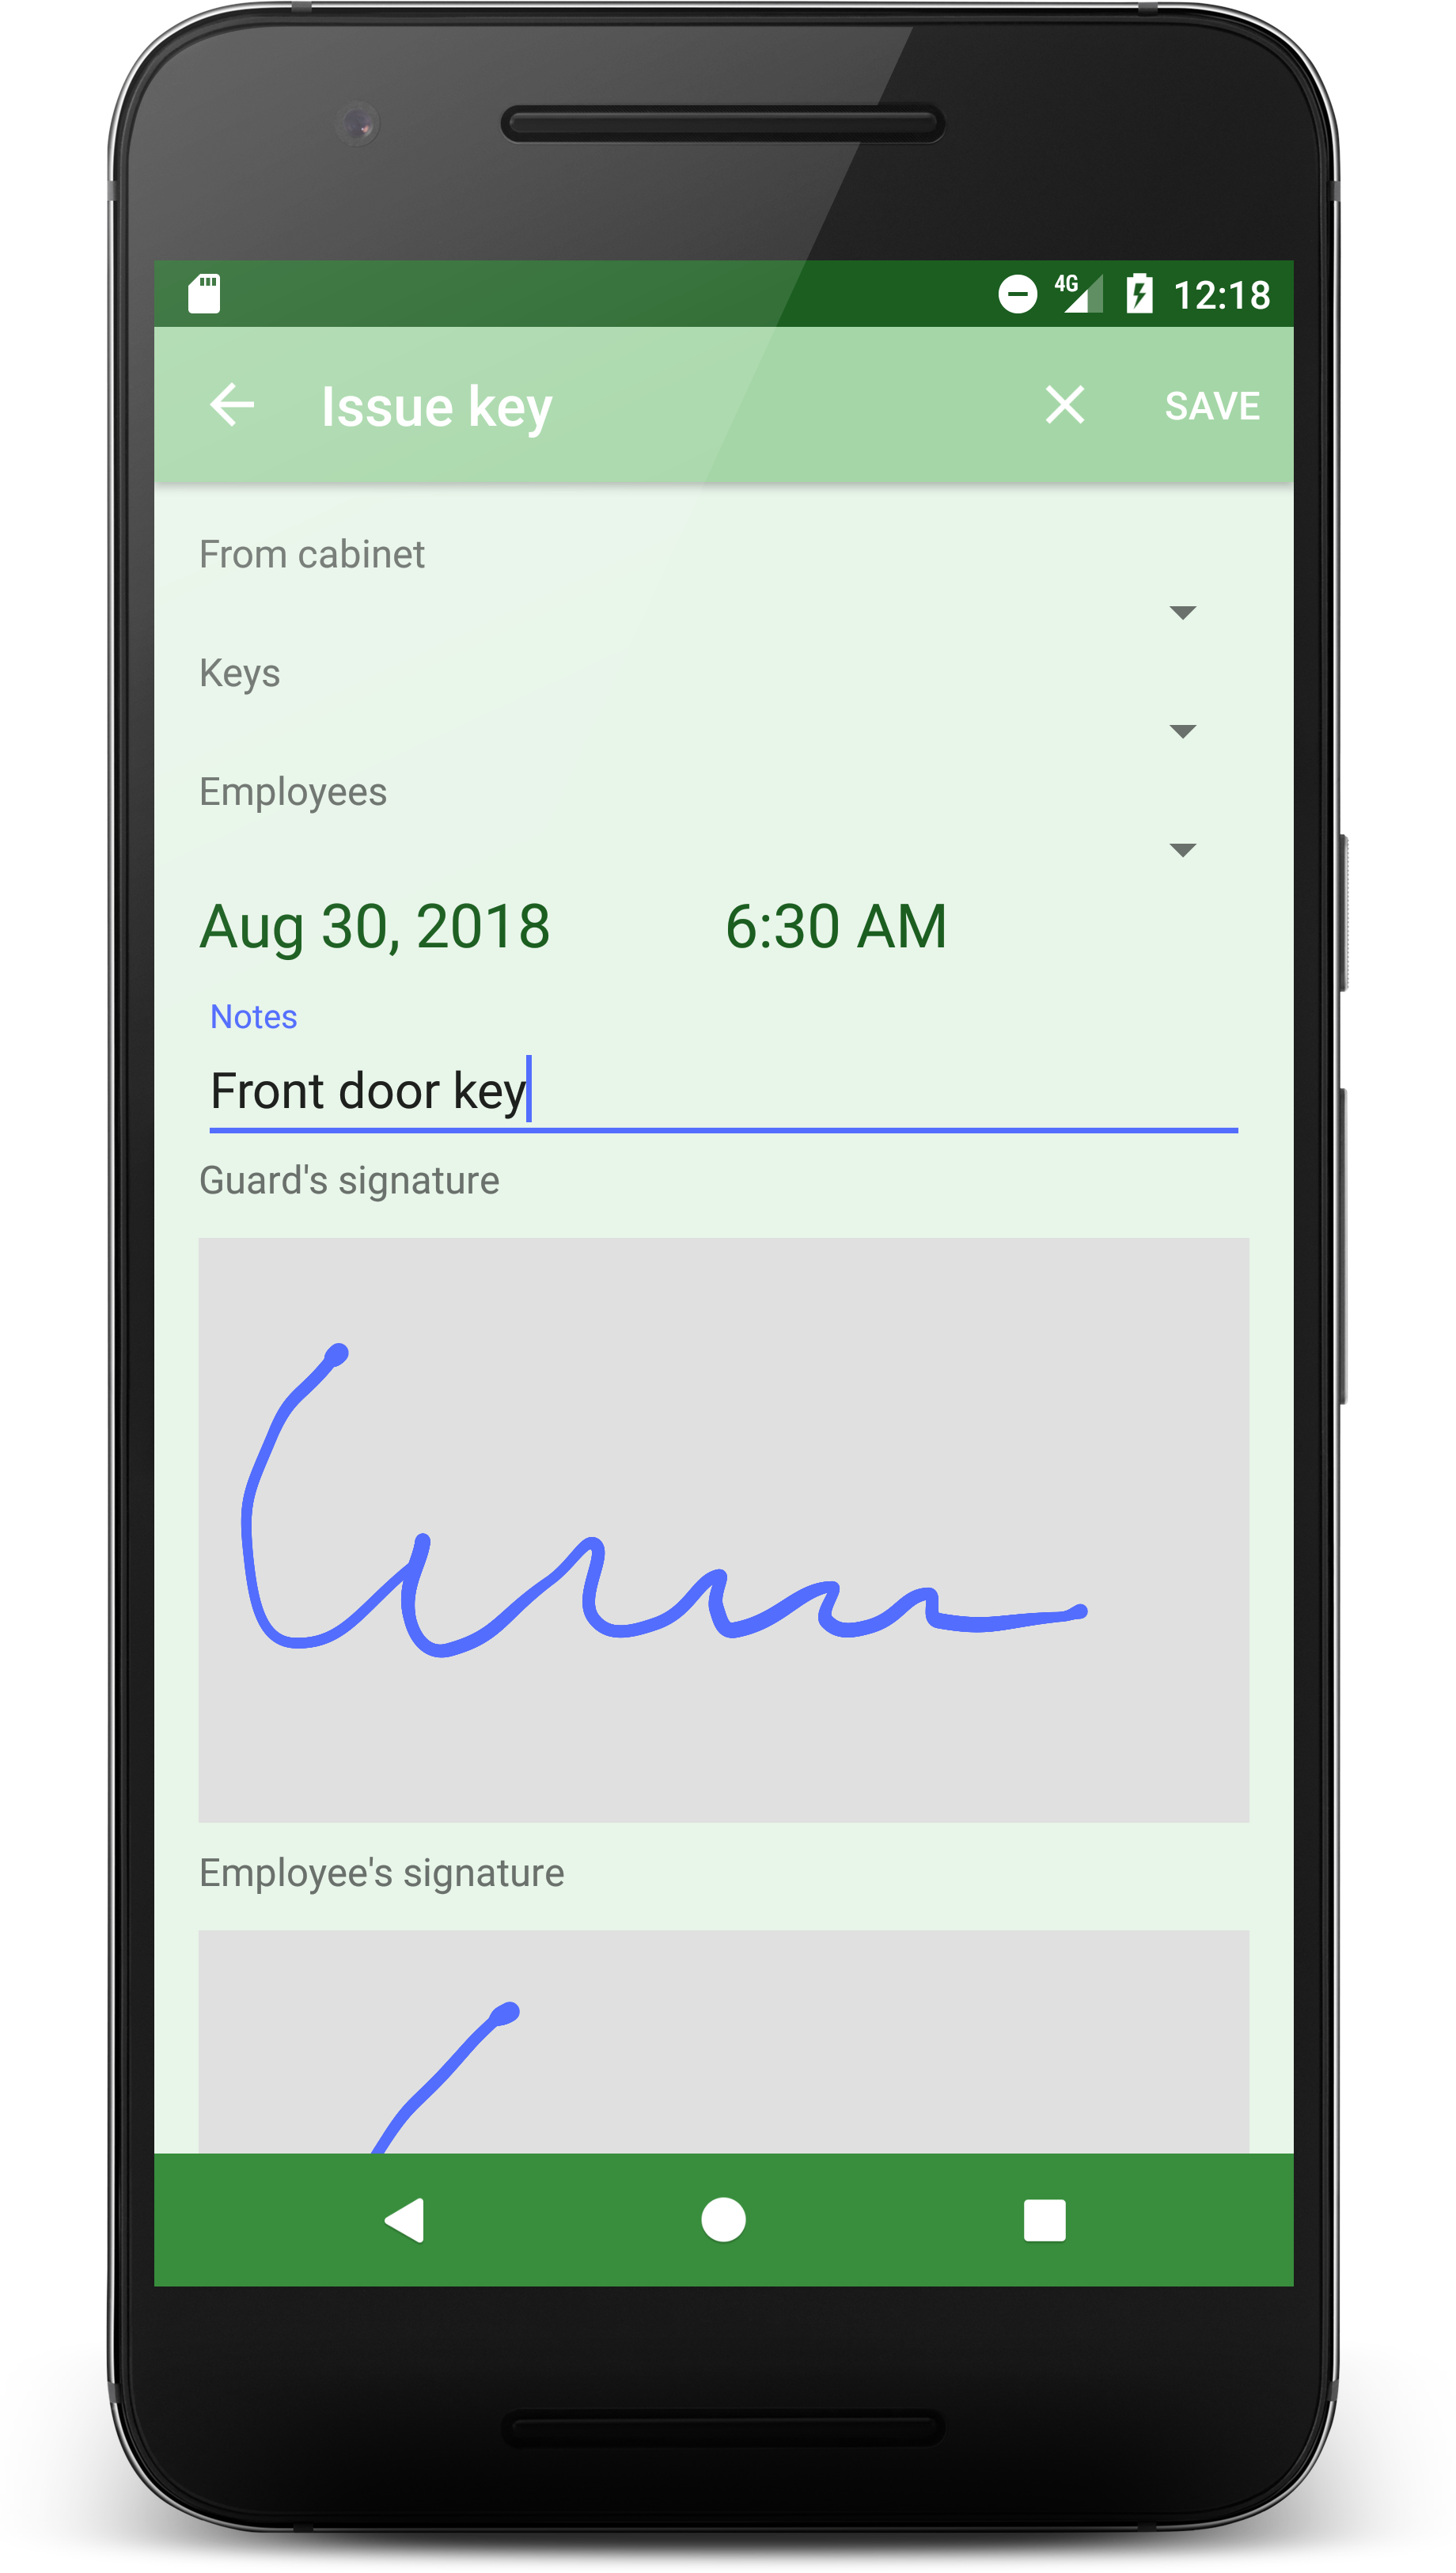 4G 12:18
Issue key SAVE
From cabinet
Keys
Employees
Aug 30, 2018 6:30 AM
Notes
Front door key
Guard's signature
Employee's signature